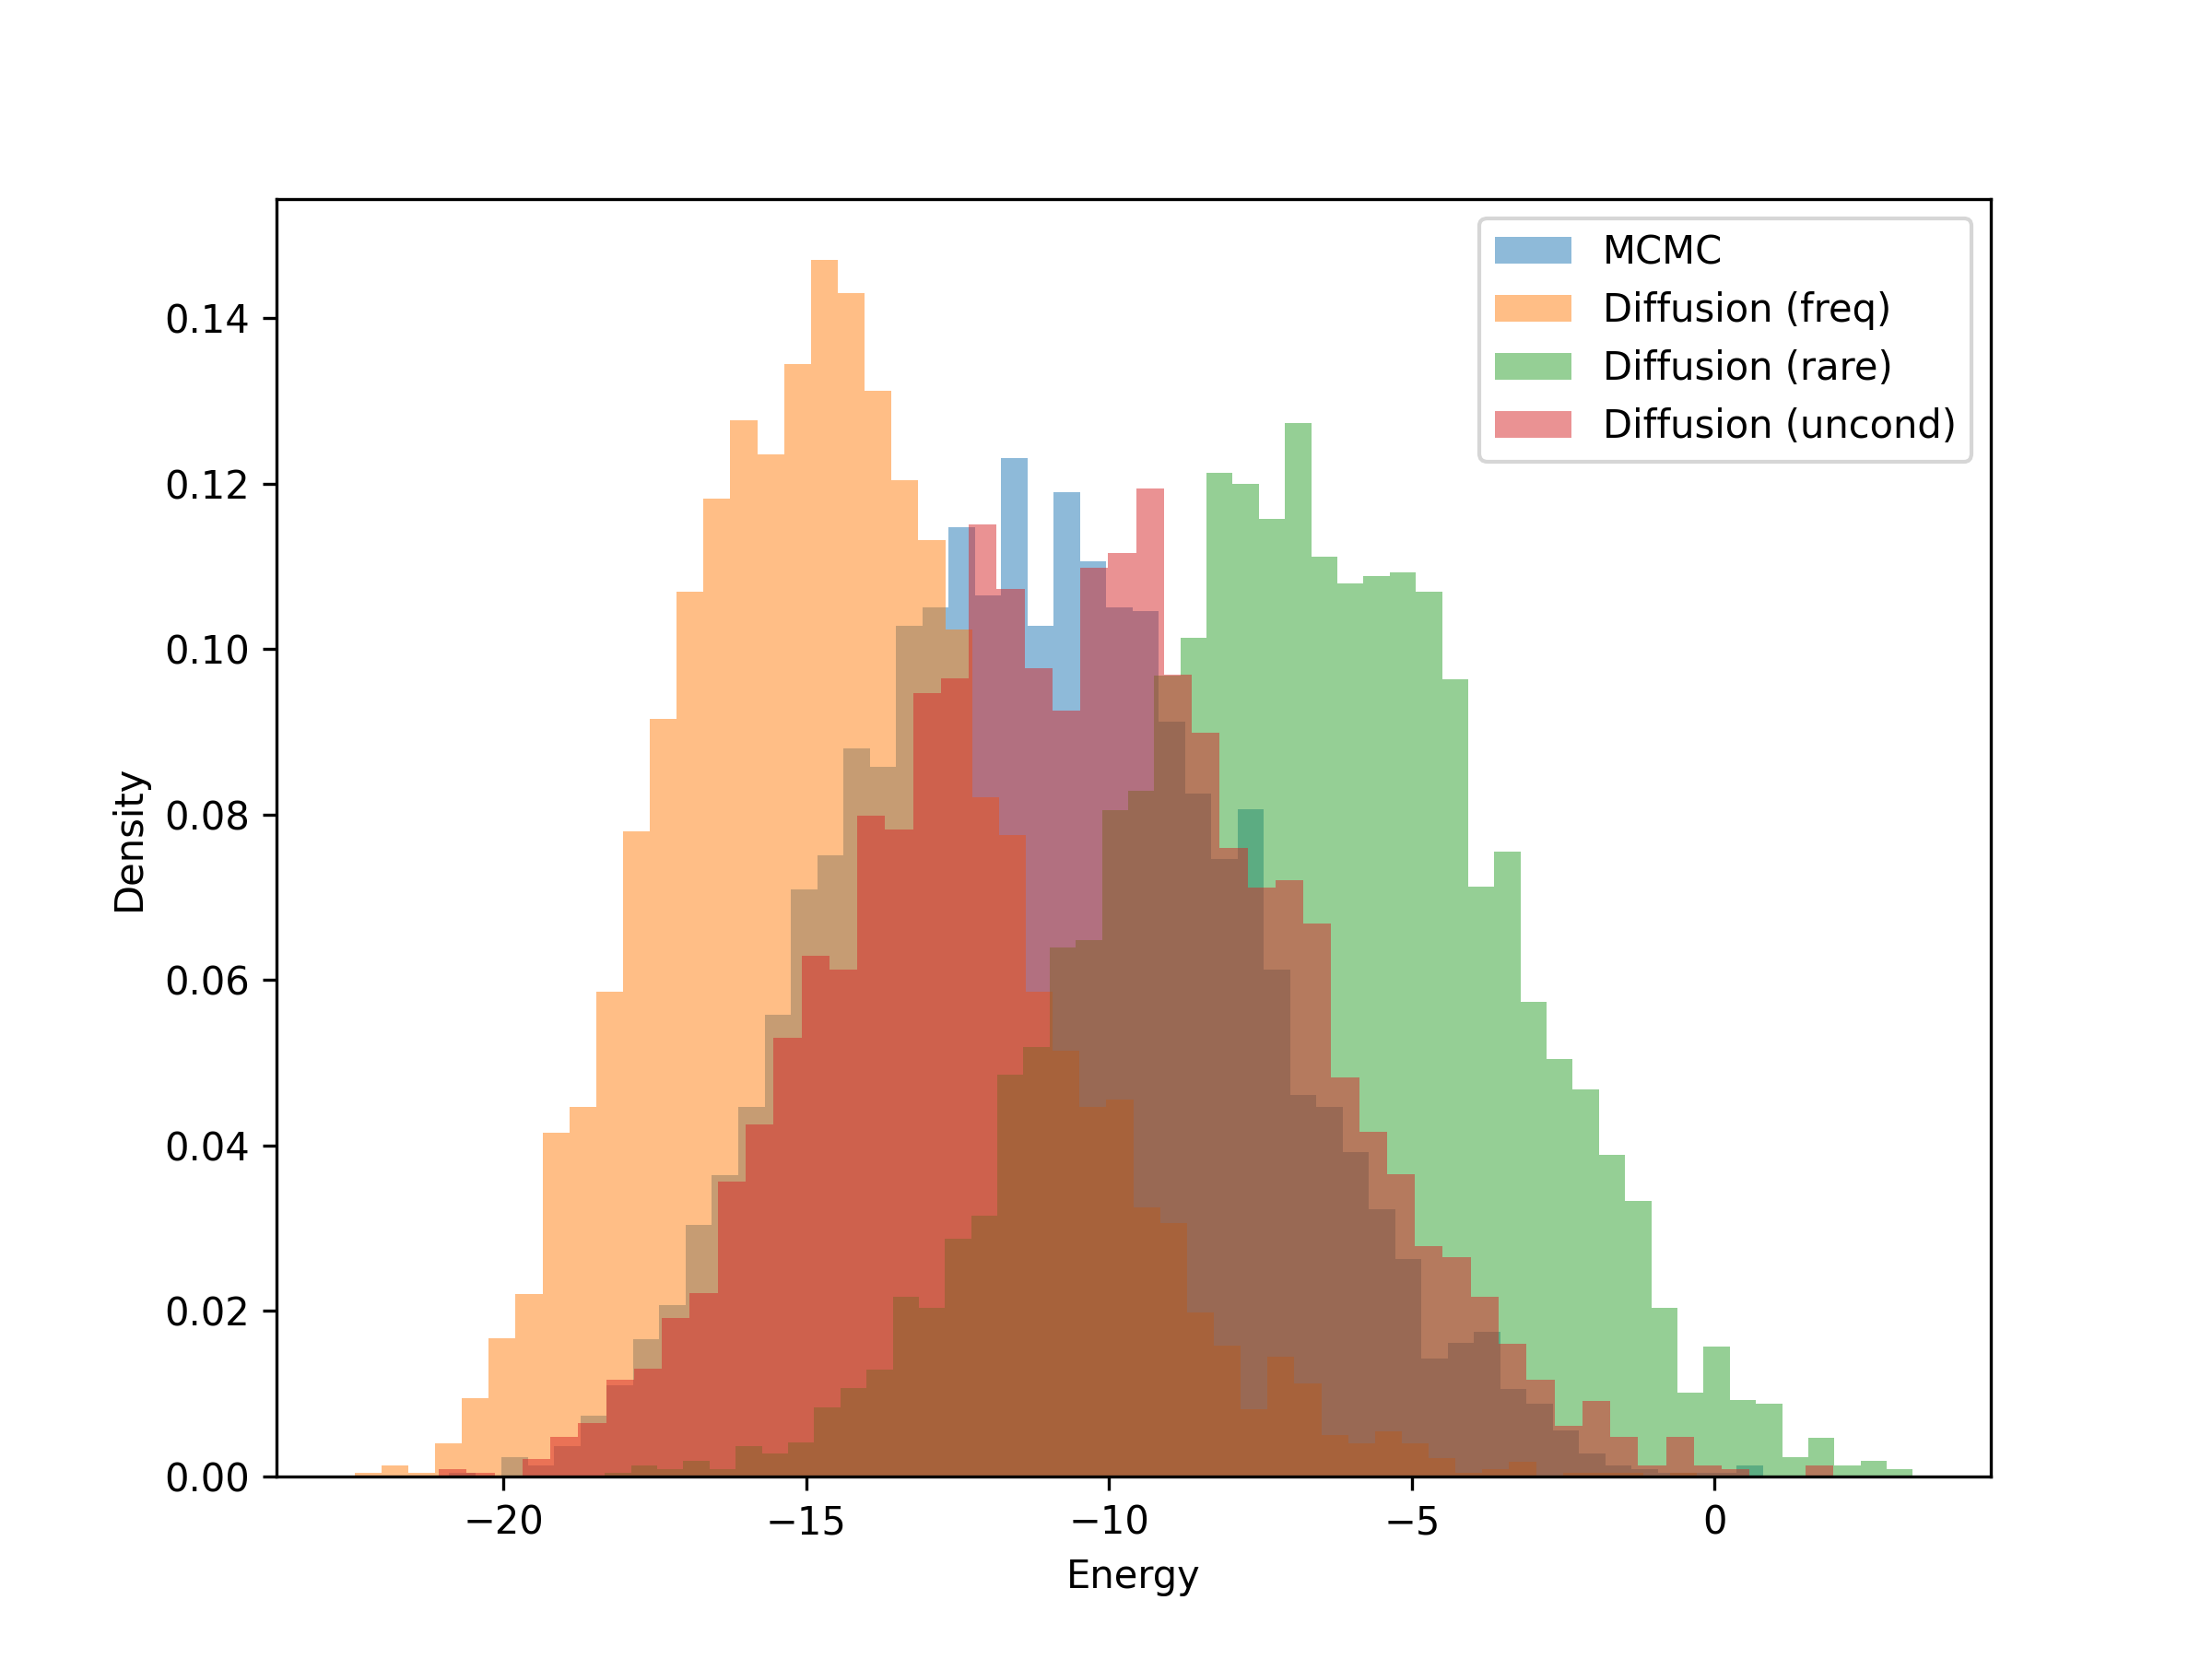 MCMC
Diffusion (freq)
Diffusion (rare)
Diffusion (uncond)
0.14
0.12
0.10
0.08
0.06
0.04
0.02
0.00
Density
−20 −15 −10 −5 0
Energy